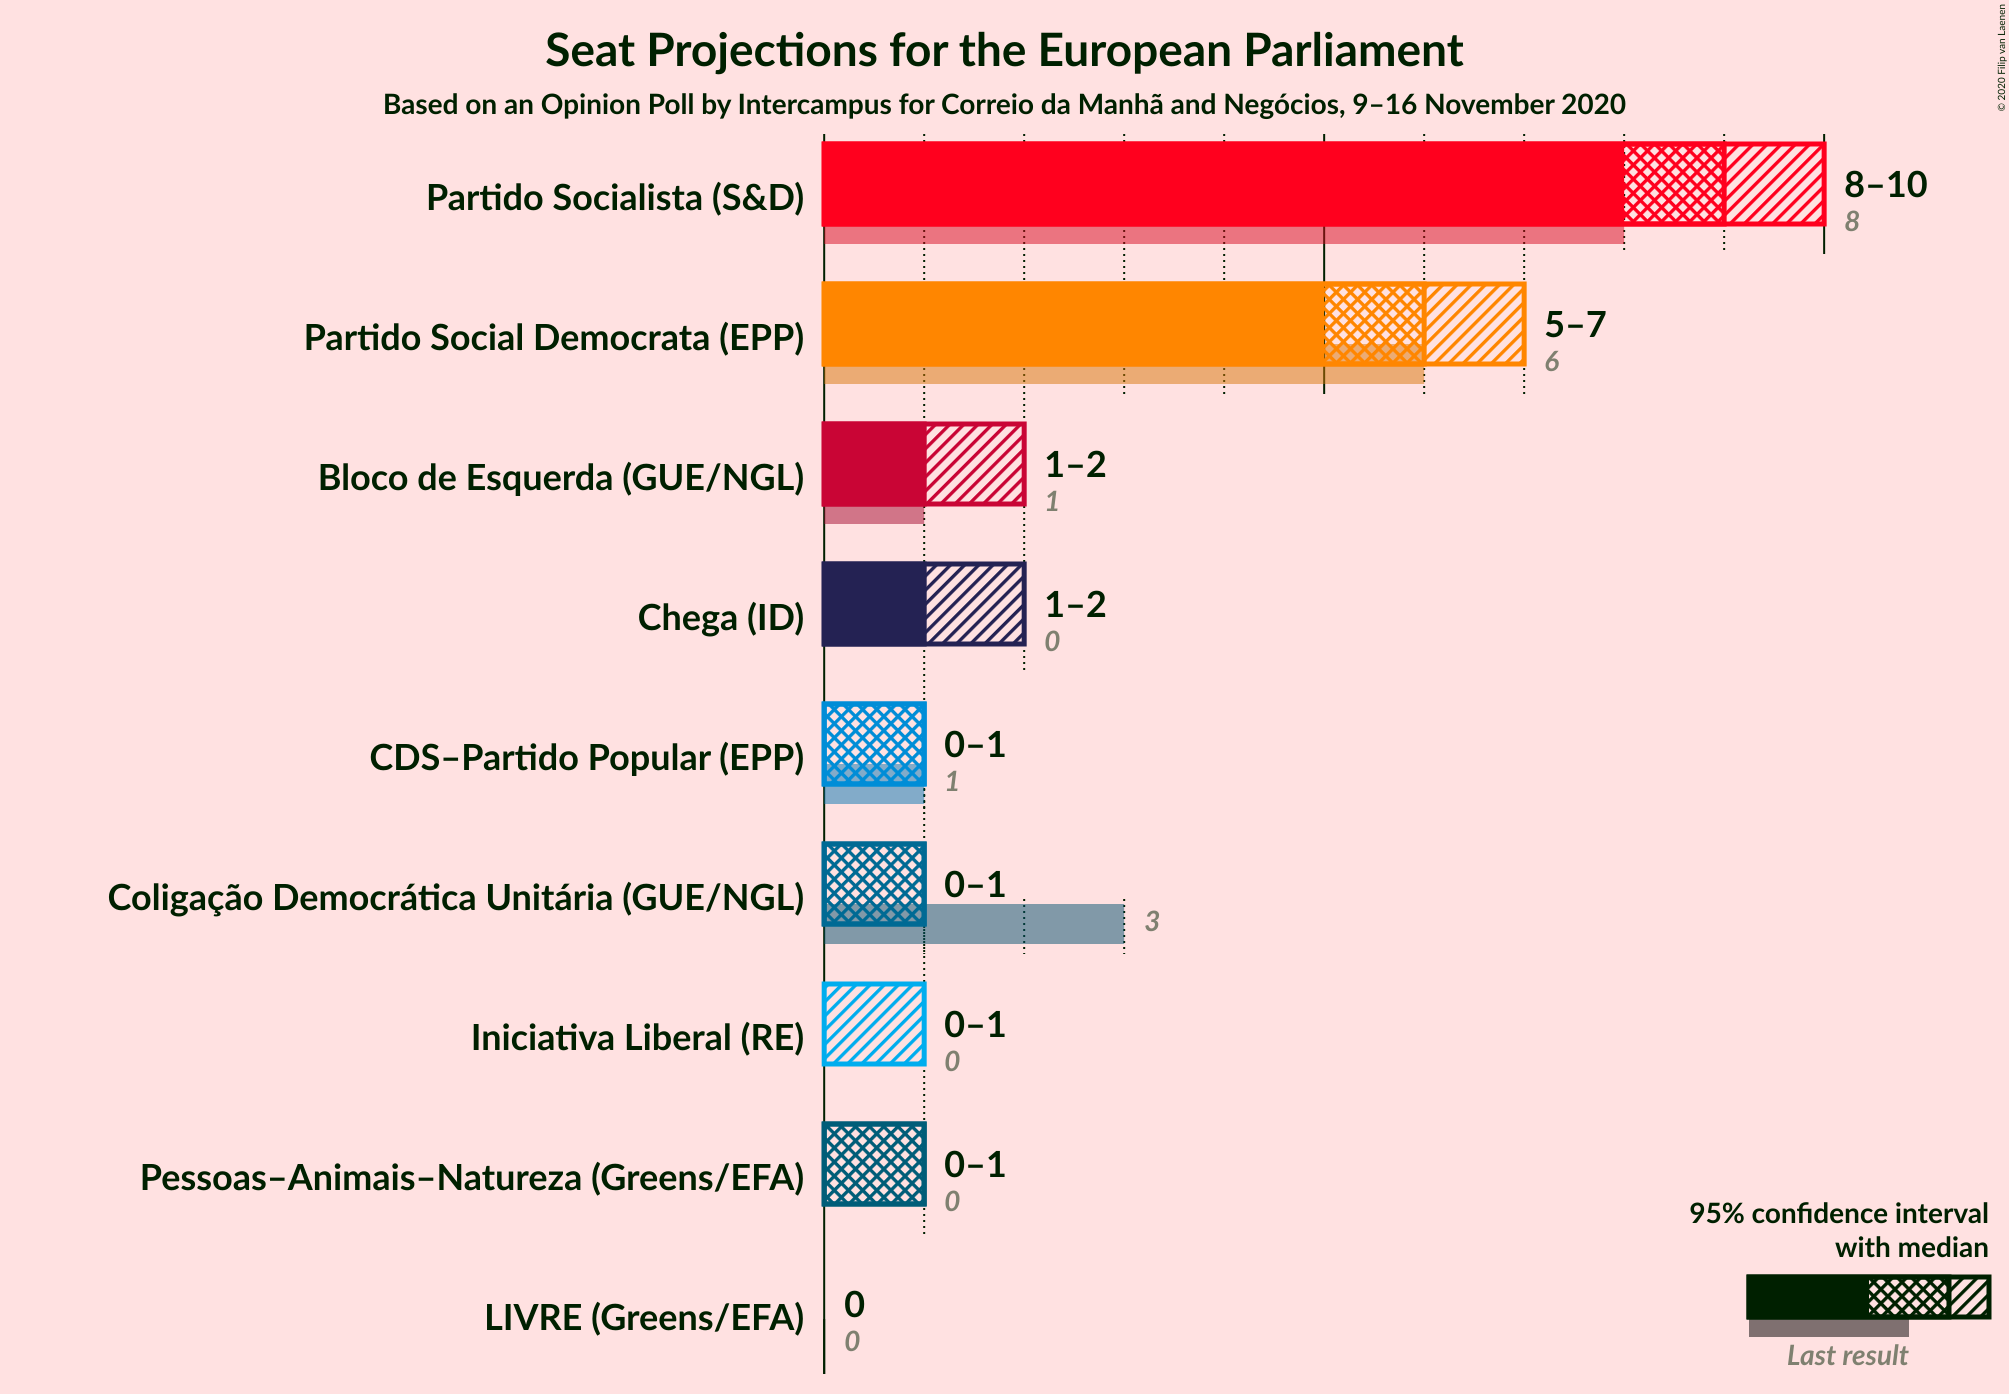 Seat Projections for the European Parliament
Based on an Opinion Poll by Intercampus for Correio da Manhã and Negócios, 9–16 November 2020
© 2020 Filip van Laenen
Partido Socialista (S&D)
8–10
8
Partido Social Democrata (EPP)
5–7
6
Bloco de Esquerda (GUE/NGL)
1–2
1
Chega (ID)
1–2
0
CDS–Partido Popular (EPP)
0–1
1
Coligação Democrática Unitária (GUE/NGL)
0–1
3
Iniciativa Liberal (RE)
0–1
0
Pessoas–Animais–Natureza (Greens/EFA)
0–1
0
LIVRE (Greens/EFA)
0
0
95% confidence interval
with median
Last result